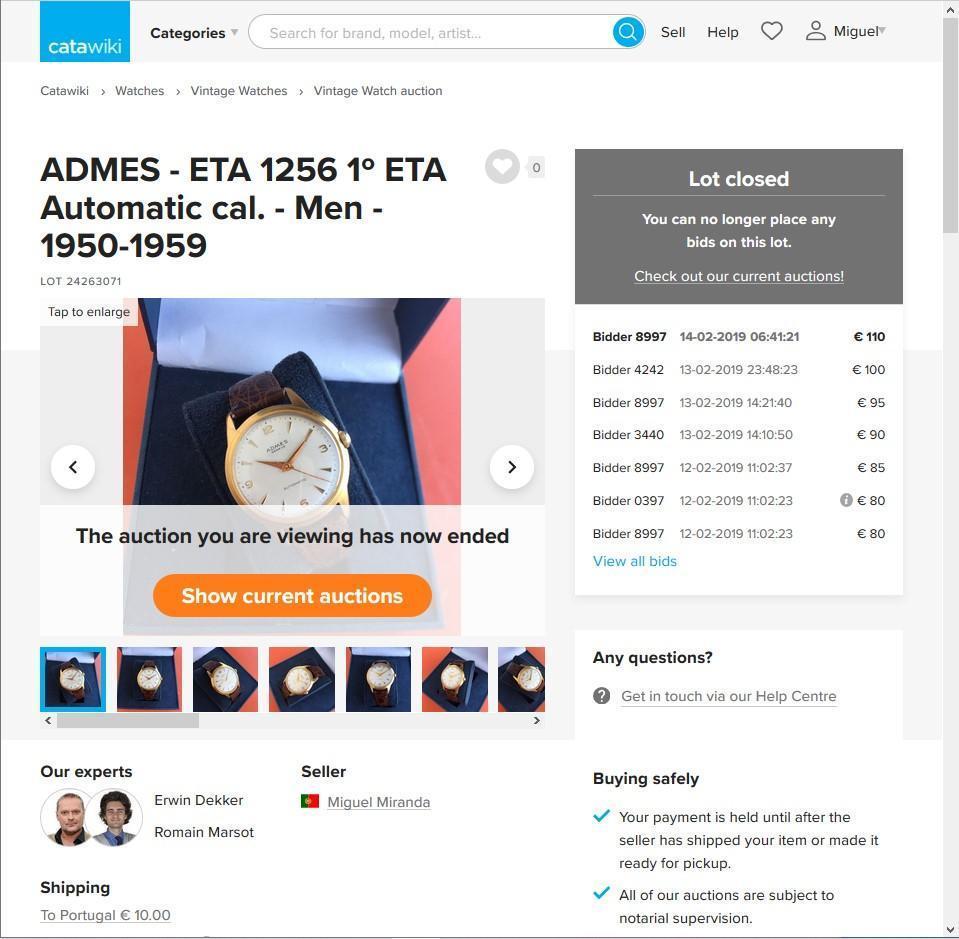 catawiki
Categories
Search for brand, model, artist...
Sell
Help
Miguel
Catawiki › Watches › Vintage Watches › Vintage Watch auction
ADMES - ETA 1256 1º ETA
Automatic cal. - Men -
1950-1959
0
LOT 24263071
Tap to enlarge
ADMES
The auction you are viewing has now ended
Show current auctions
Lot closed
You can no longer place any
bids on this lot.
Check out our current auctions!
Bidder 8997 14-02-2019 06:41:21 € 110
Bidder 4242 13-02-2019 23:48:23 € 100
Bidder 8997 13-02-2019 14:21:40 € 95
Bidder 3440 13-02-2019 14:10:50 € 90
Bidder 8997 12-02-2019 11:02:37 € 85
Bidder 0397 12-02-2019 11:02:23 € 80
Bidder 8997 12-02-2019 11:02:23 € 80
View all bids
Any questions?
Get in touch via our Help Centre
Our experts
Erwin Dekker
Romain Marsot
Seller
Miguel Miranda
Shipping
To Portugal € 10.00
Buying safely
Your payment is held until after the
seller has shipped your item or made it
ready for pickup.
All of our auctions are subject to
notarial supervision.